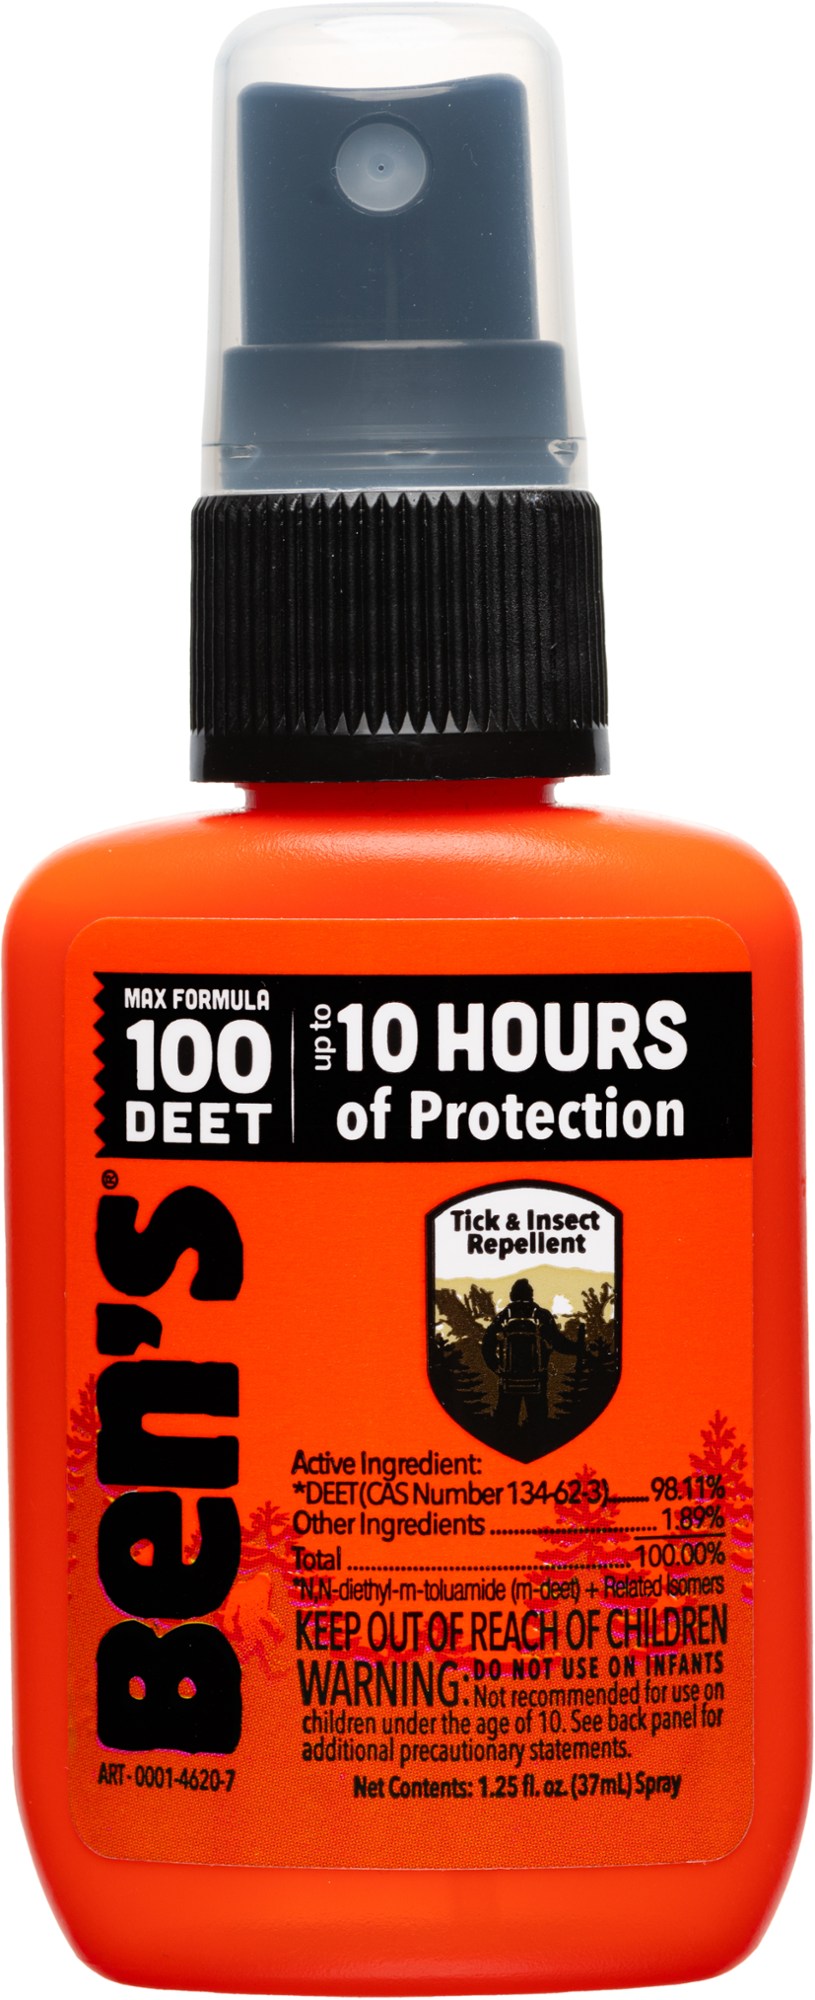 MAX FORMULA
100
DEET
up to
10 HOURS
of Protection
Ben's®
Tick & Insect
Repellent
Active Ingredient:
*DEET (CAS Number 134-62-3)...... 98.11%
Other Ingredients ................................ 1.89%
Total ....................................................... 100.00%
*N,N-diethyl-m-toluamide (m-deet) + Related Isomers
KEEP OUT OF REACH OF CHILDREN
WARNING: DO NOT USE ON INFANTS
Not recommended for use on
children under the age of 10. See back panel for
additional precautionary statements.
ART - 0001-4620-7
Net Contents: 1.25 fl. oz. (37mL) Spray